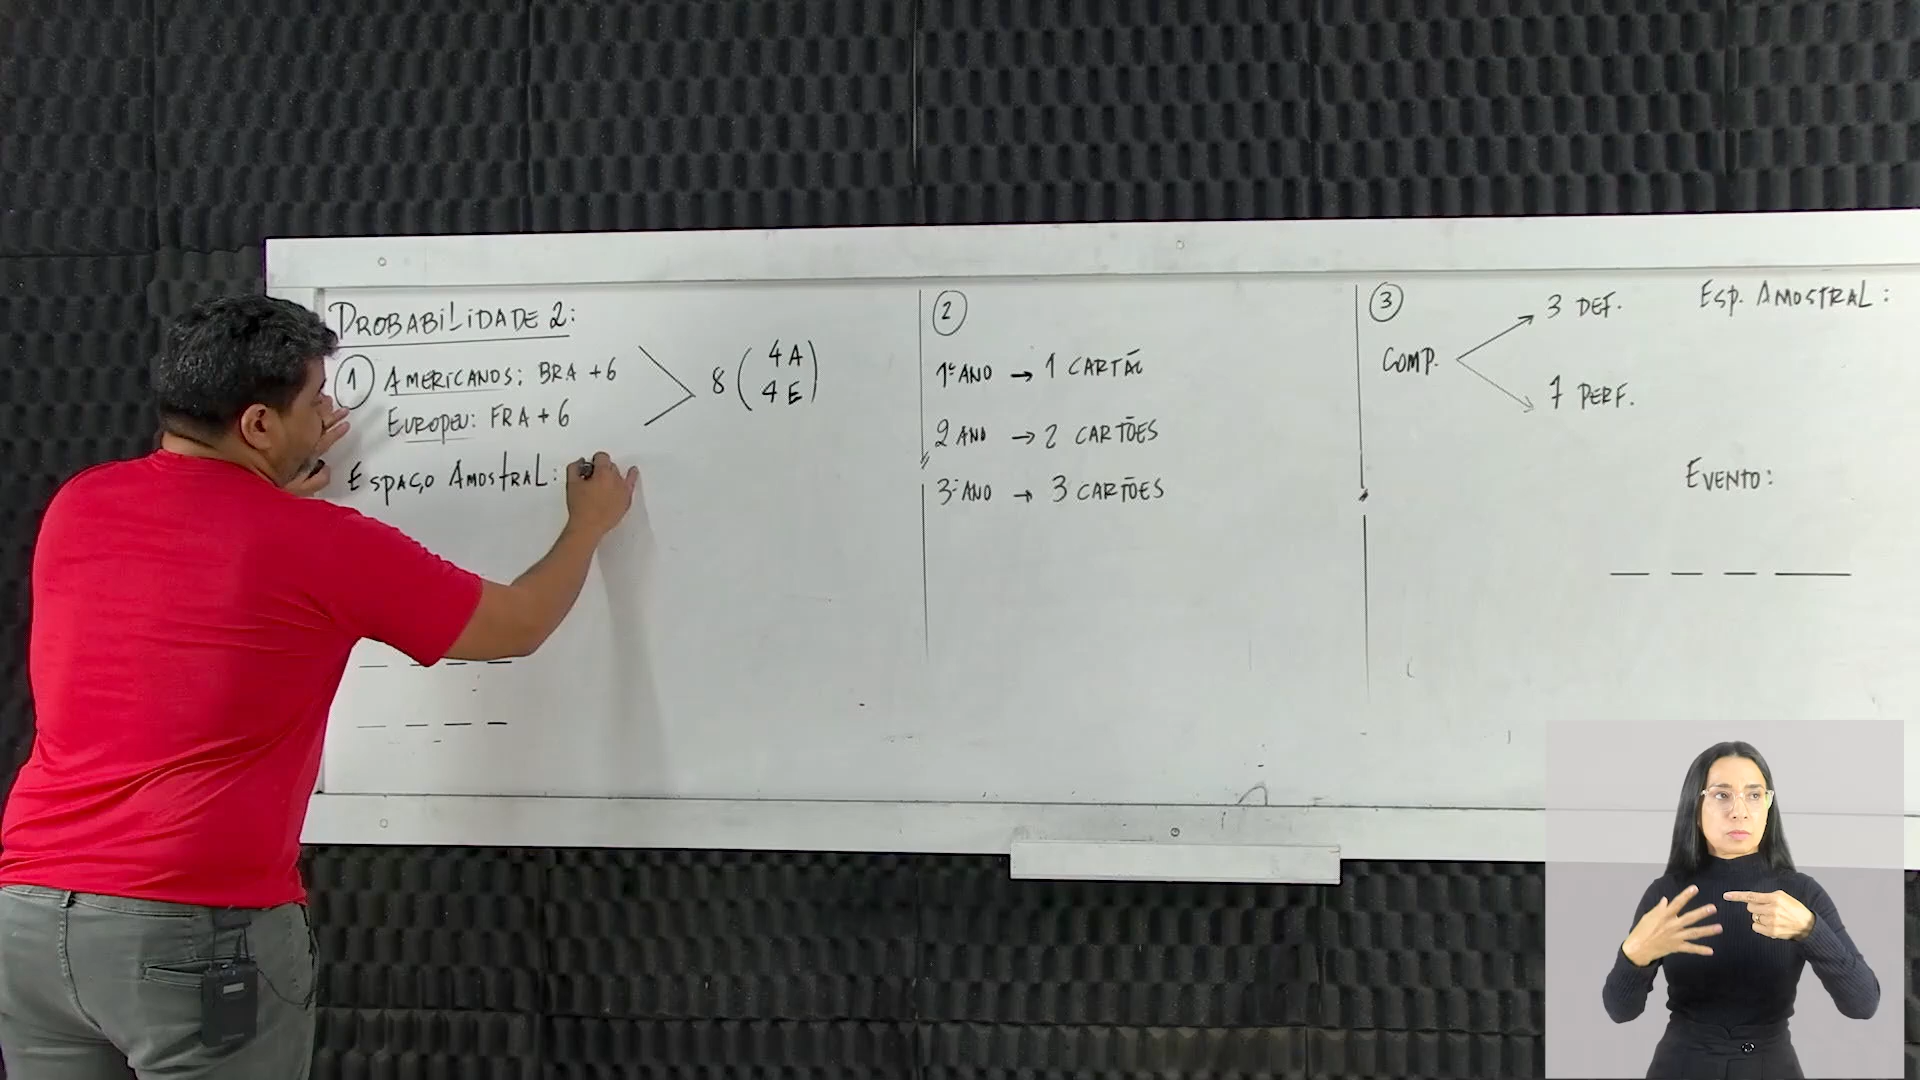 PROBABILIDADE 2:
1 AMERICANOS: BRA + 6
EUROPEU: FRA + 6
8 ( 4 A
4 E )
ESPAÇO AMOSTRAL:
2
1º ANO → 1 CARTÃO
2 ANO → 2 CARTÕES
3º ANO → 3 CARTÕES
3
COMP.
3 DEF.
7 PERF.
ESP. AMOSTRAL:
EVENTO: